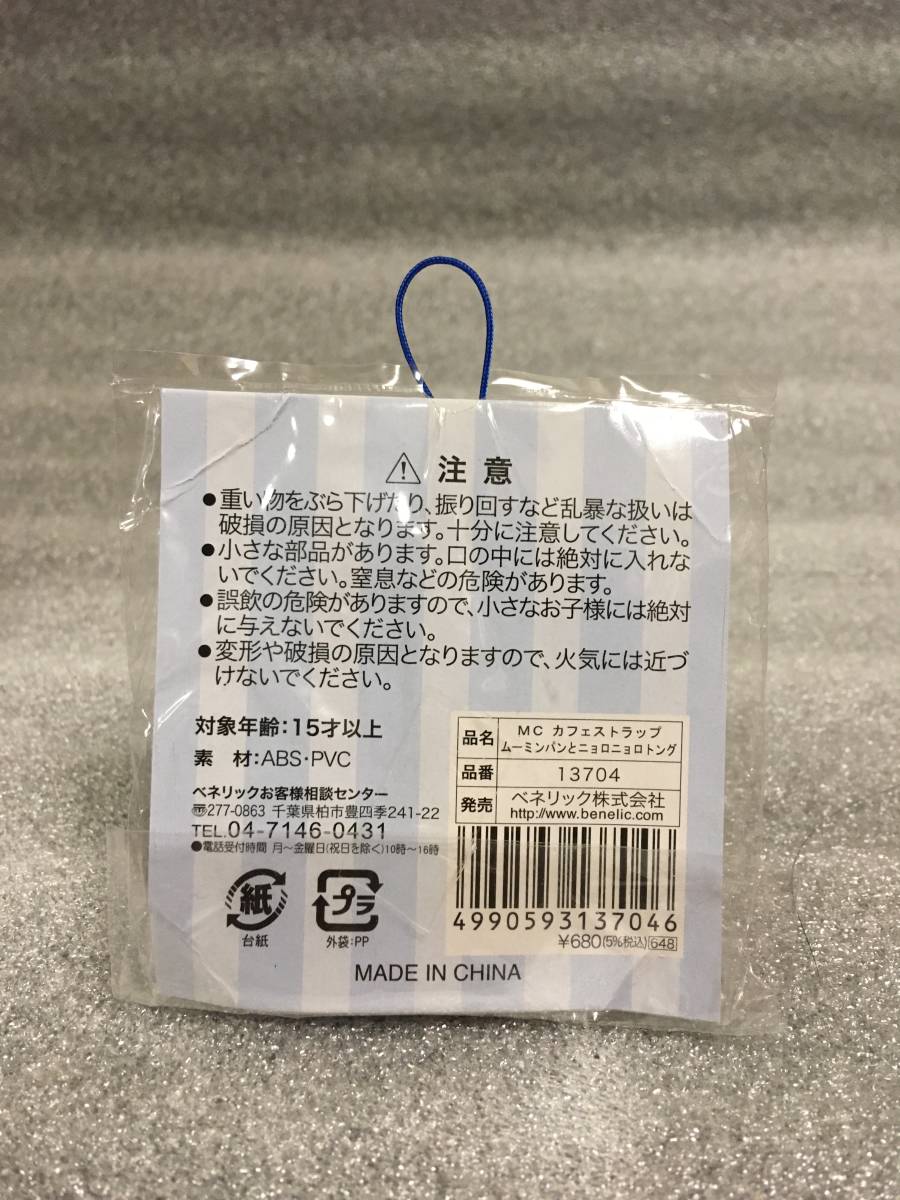 注意
●重い物をぶら下げたり、振り回すなど乱暴な扱いは
破損の原因となります。十分に注意してください。
●小さな部品があります。口の中には絶対に入れな
いでください。窒息などの危険があります。
●誤飲の危険がありますので、小さなお子様には絶対
に与えないでください。
●変形や破損の原因となりますので、火気には近づ
けないでください。
対象年齢：15才以上
素 材：ABS・PVC
ベネリックお客様相談センター
〒277-0863 千葉県柏市豊四季241-22
TEL.04-7146-0431
●電話受付時間 月～金曜日(祝日を除く)10時～16時
紙
台紙
プラ
外袋：PP
品名 MC カフェストラップ
ムーミンパンとニョロニョロトング
品番 13704
発売 ベネリック株式会社
http://www.benelic.com/
4990593137046
¥680(5%税込) 648
MADE IN CHINA